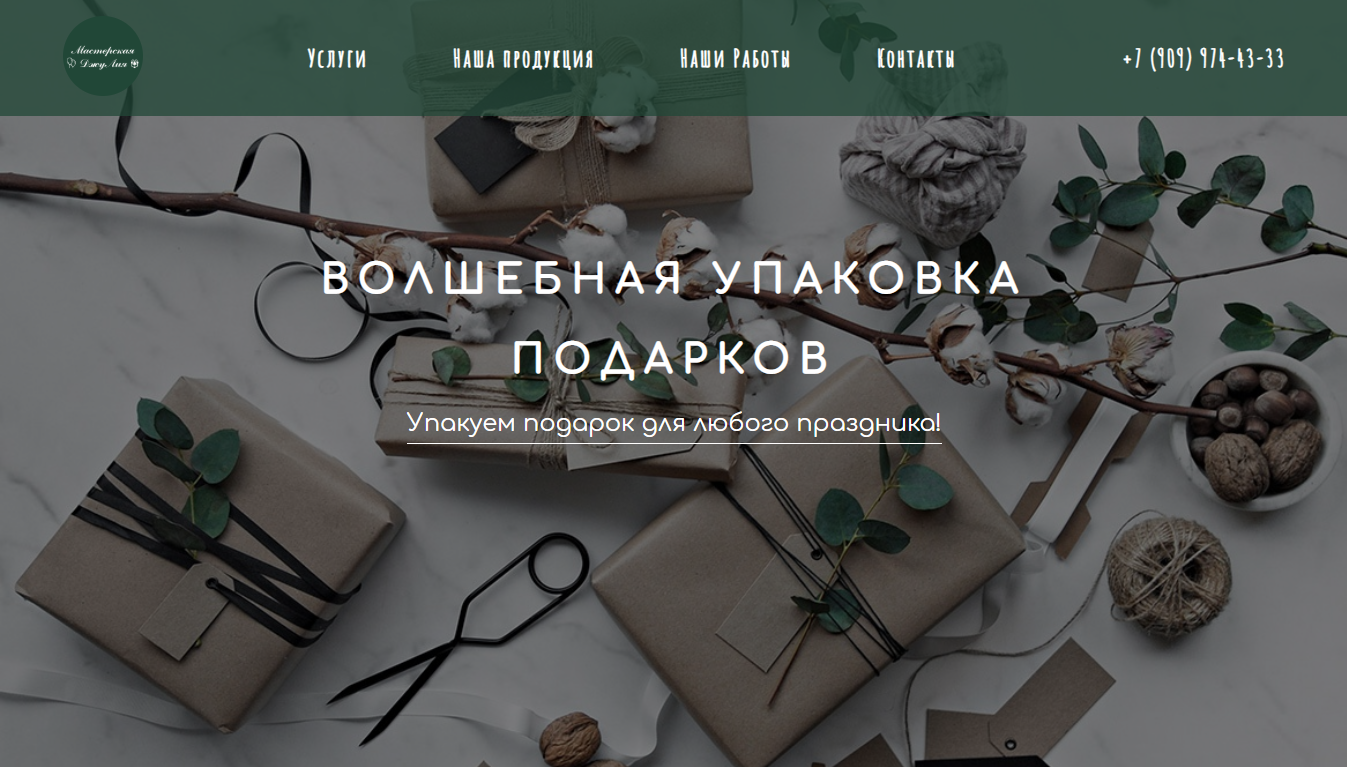 Мастерская
ДжуЛия
Услуги
Наша продукция
Наши Работы
Контакты
+7 (909) 974-43-33
ВОЛШЕБНАЯ УПАКОВКА
ПОДАРКОВ
Упакуем подарок для любого праздника!